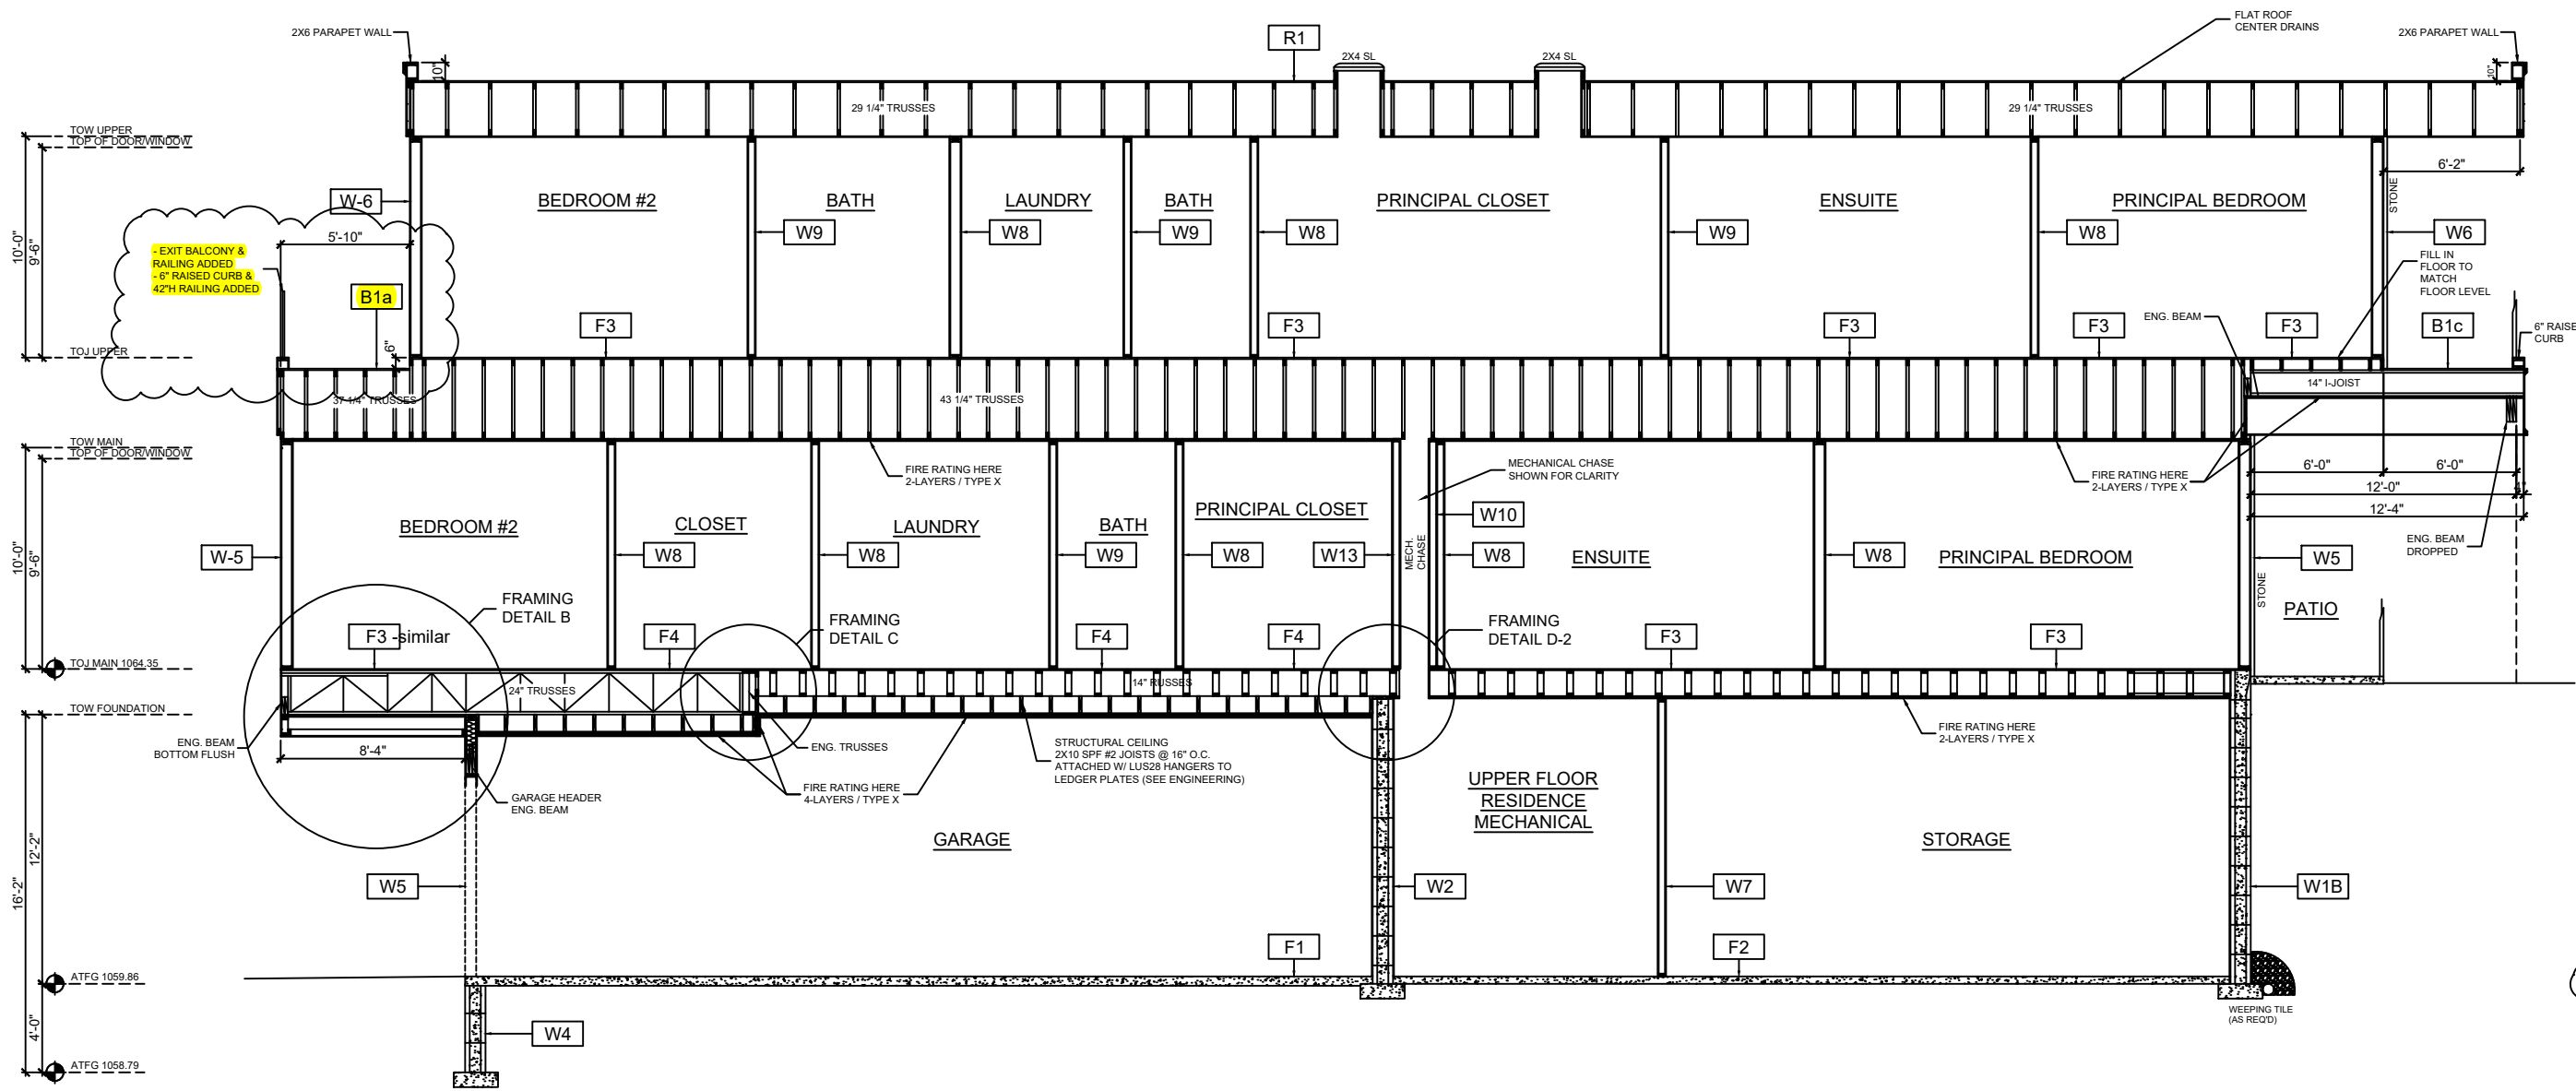 FLAT ROOF
CENTER DRAINS
2X6 PARAPET WALL
R1
2X4 SL
2X4 SL
2X6 PARAPET WALL
10"
10"
29 1/4" TRUSSES
29 1/4" TRUSSES
TOW UPPER
TOP OF DOOR/WINDOW
6'-2"
W-6
BEDROOM #2
BATH
LAUNDRY
BATH
PRINCIPAL CLOSET
ENSUITE
PRINCIPAL BEDROOM
STONE
5'-10"
W9
W8
W9
W8
W9
W8
W6
10'-0"
9'-6"
- EXIT BALCONY &
RAILING ADDED
- 6" RAISED CURB &
42"H RAILING ADDED
B1a
FILL IN
FLOOR TO
MATCH
FLOOR LEVEL
F3
F3
F3
ENG. BEAM
F3
F3
B1c
6" RAISE
CURB
TOJ UPPER
6"
14" I-JOIST
37 1/4" TRUSSES
43 1/4" TRUSSES
TOW MAIN
TOP OF DOOR/WINDOW
FIRE RATING HERE
2-LAYERS / TYPE X
MECHANICAL CHASE
SHOWN FOR CLARITY
FIRE RATING HERE
2-LAYERS / TYPE X
6'-0"
6'-0"
12'-0"
4"
12'-4"
BEDROOM #2
CLOSET
LAUNDRY
BATH
PRINCIPAL CLOSET
W10
10'-0"
9'-6"
W-5
W8
W8
W9
W8
W13
MECH.
CHASE
W8
ENSUITE
W8
PRINCIPAL BEDROOM
W5
ENG. BEAM
DROPPED
STONE
PATIO
FRAMING
DETAIL B
FRAMING
DETAIL C
FRAMING
DETAIL D-2
F3 -similar
F4
F4
F4
F3
F3
TOJ MAIN 1064.35
24" TRUSSES
14" RUSSES
TOW FOUNDATION
ENG. BEAM
BOTTOM FLUSH
8'-4"
ENG. TRUSSES
STRUCTURAL CEILING
2X10 SPF #2 JOISTS @ 16" O.C.
ATTACHED W/ LUS28 HANGERS TO
LEDGER PLATES (SEE ENGINEERING)
FIRE RATING HERE
2-LAYERS / TYPE X
GARAGE HEADER
ENG. BEAM
FIRE RATING HERE
4-LAYERS / TYPE X
UPPER FLOOR
RESIDENCE
MECHANICAL
GARAGE
STORAGE
12'-2"
16'-2"
W5
W2
W7
W1B
F1
F2
ATFG 1059.86
WEEPING TILE
(AS REQ'D)
4'-0"
W4
ATFG 1058.79